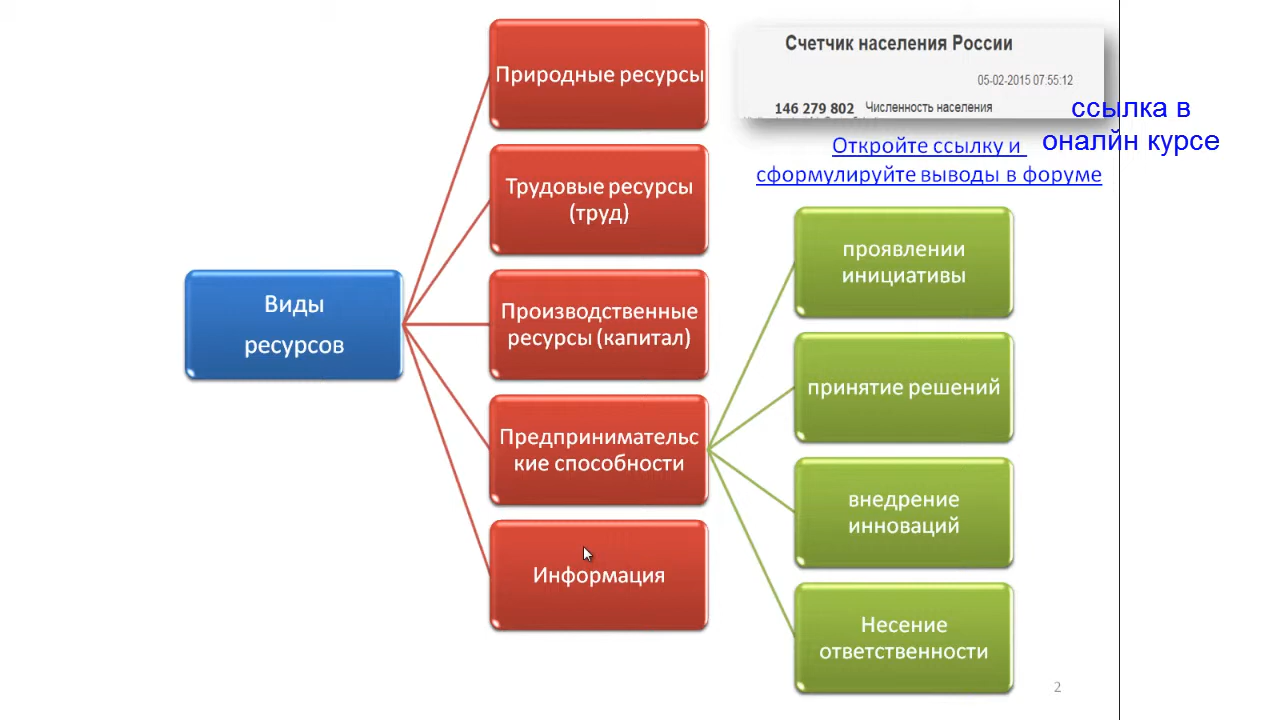 Виды
ресурсов
Природные ресурсы
Трудовые ресурсы
(труд)
Производственные
ресурсы (капитал)
Предпринимательс
кие способности
Информация
Счетчик населения России
05-02-2015 07:55:12
146 279 802 Численность населения
ссылка в
оналйн курсе
Откройте ссылку и
сформулируйте выводы в форуме
проявлении
инициативы
принятие решений
внедрение
инноваций
Несение
ответственности
2